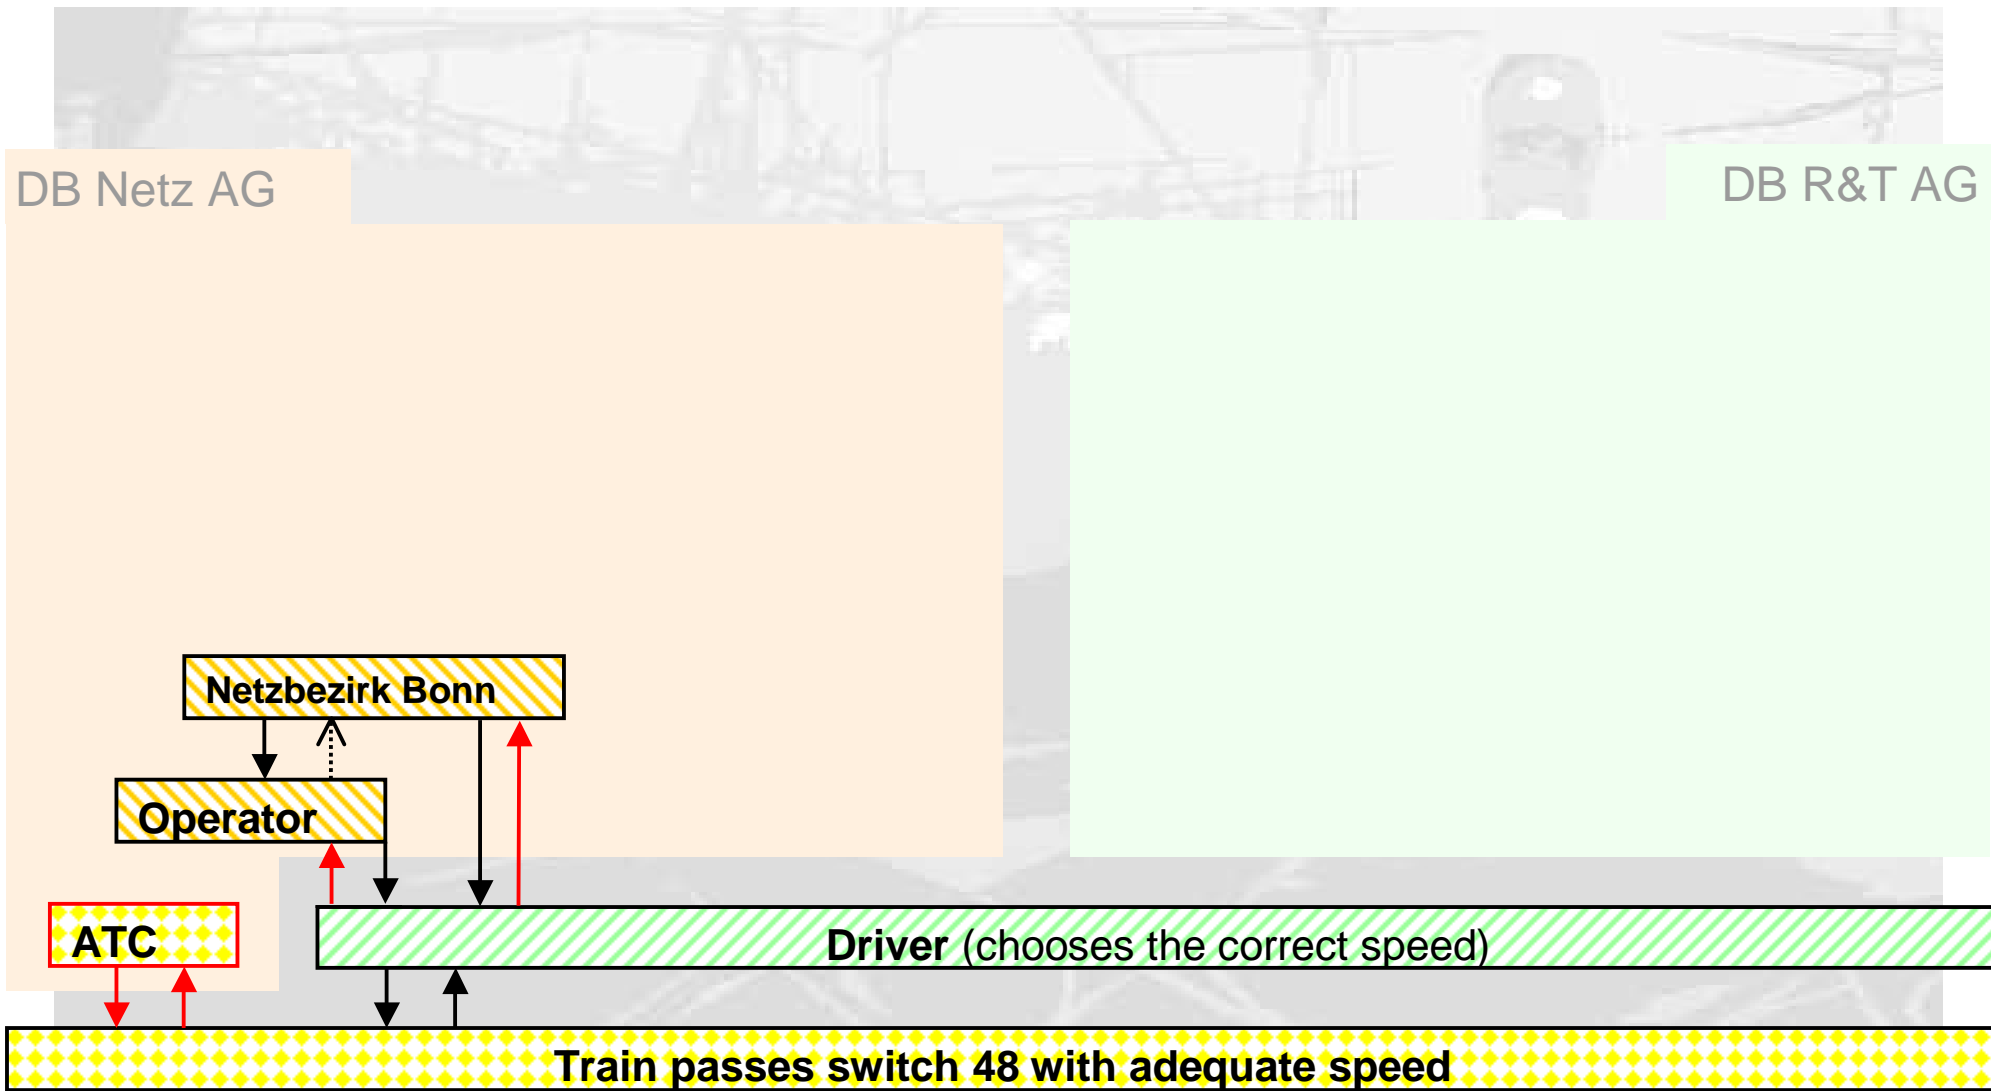 DB Netz AG
DB R&T AG
Netzbezirk Bonn
Operator
ATC
Driver (chooses the correct speed)
Train passes switch 48 with adequate speed